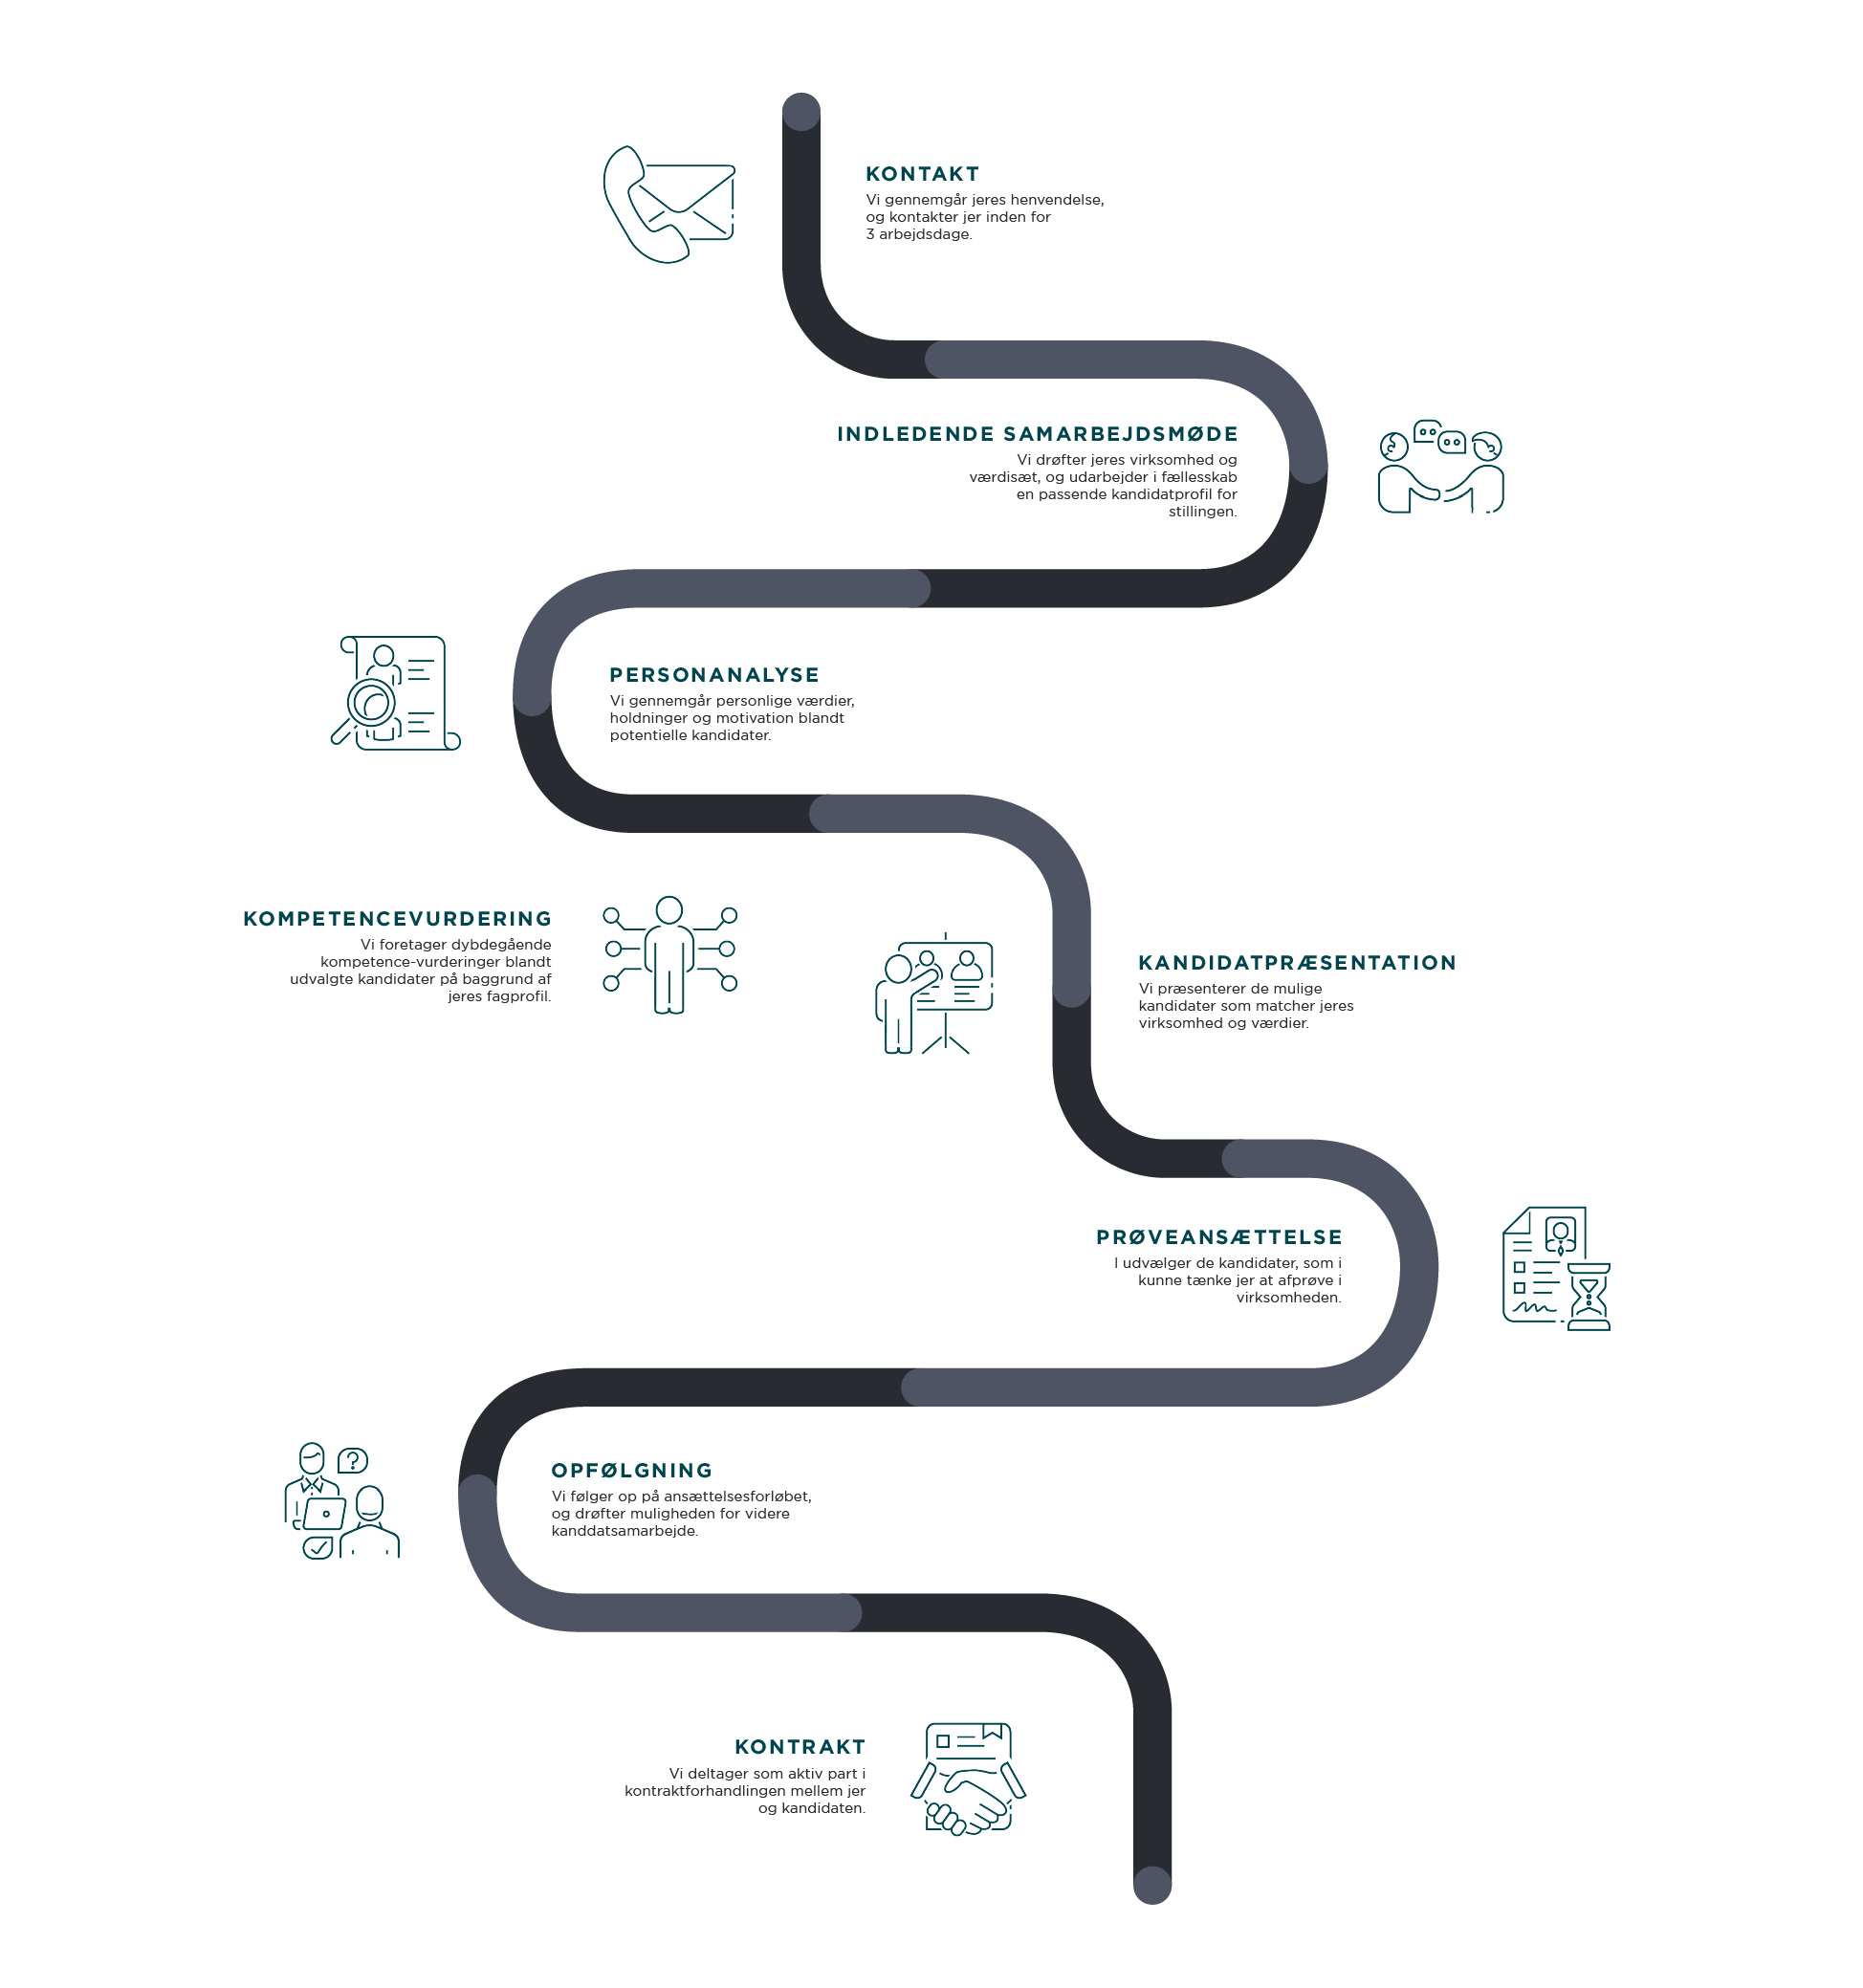 KONTAKT
Vi gennemgår jeres henvendelse,
og kontakter jer inden for
3 arbejdsdage.
INDLEDENDE SAMARBEJDSMØDE
Vi drøfter jeres virksomhed og
værdisæt, og udarbejder i fællesskab
en passende kandidatprofil for
stillingen.
PERSONANALYSE
Vi gennemgår personlige værdier,
holdninger og motivation blandt
potentielle kandidater.
KOMPETENCEVURDERING
Vi foretager dybdegående
kompetence-vurderinger blandt
udvalgte kandidater på baggrund af
jeres fagprofil.
KANDIDATPRÆSENTATION
Vi præsenterer de mulige
kandidater som matcher jeres
virksomhed og værdier.
PRØVEANSÆTTELSE
I udvælger de kandidater, som i
kunne tænke jer at afprøve i
virksomheden.
?
OPFØLGNING
Vi følger op på ansættelsesforløbet,
og drøfter muligheden for videre
kanddatsamarbejde.
KONTRAKT
Vi deltager som aktiv part i
kontraktforhandlingen mellem jer
og kandidaten.